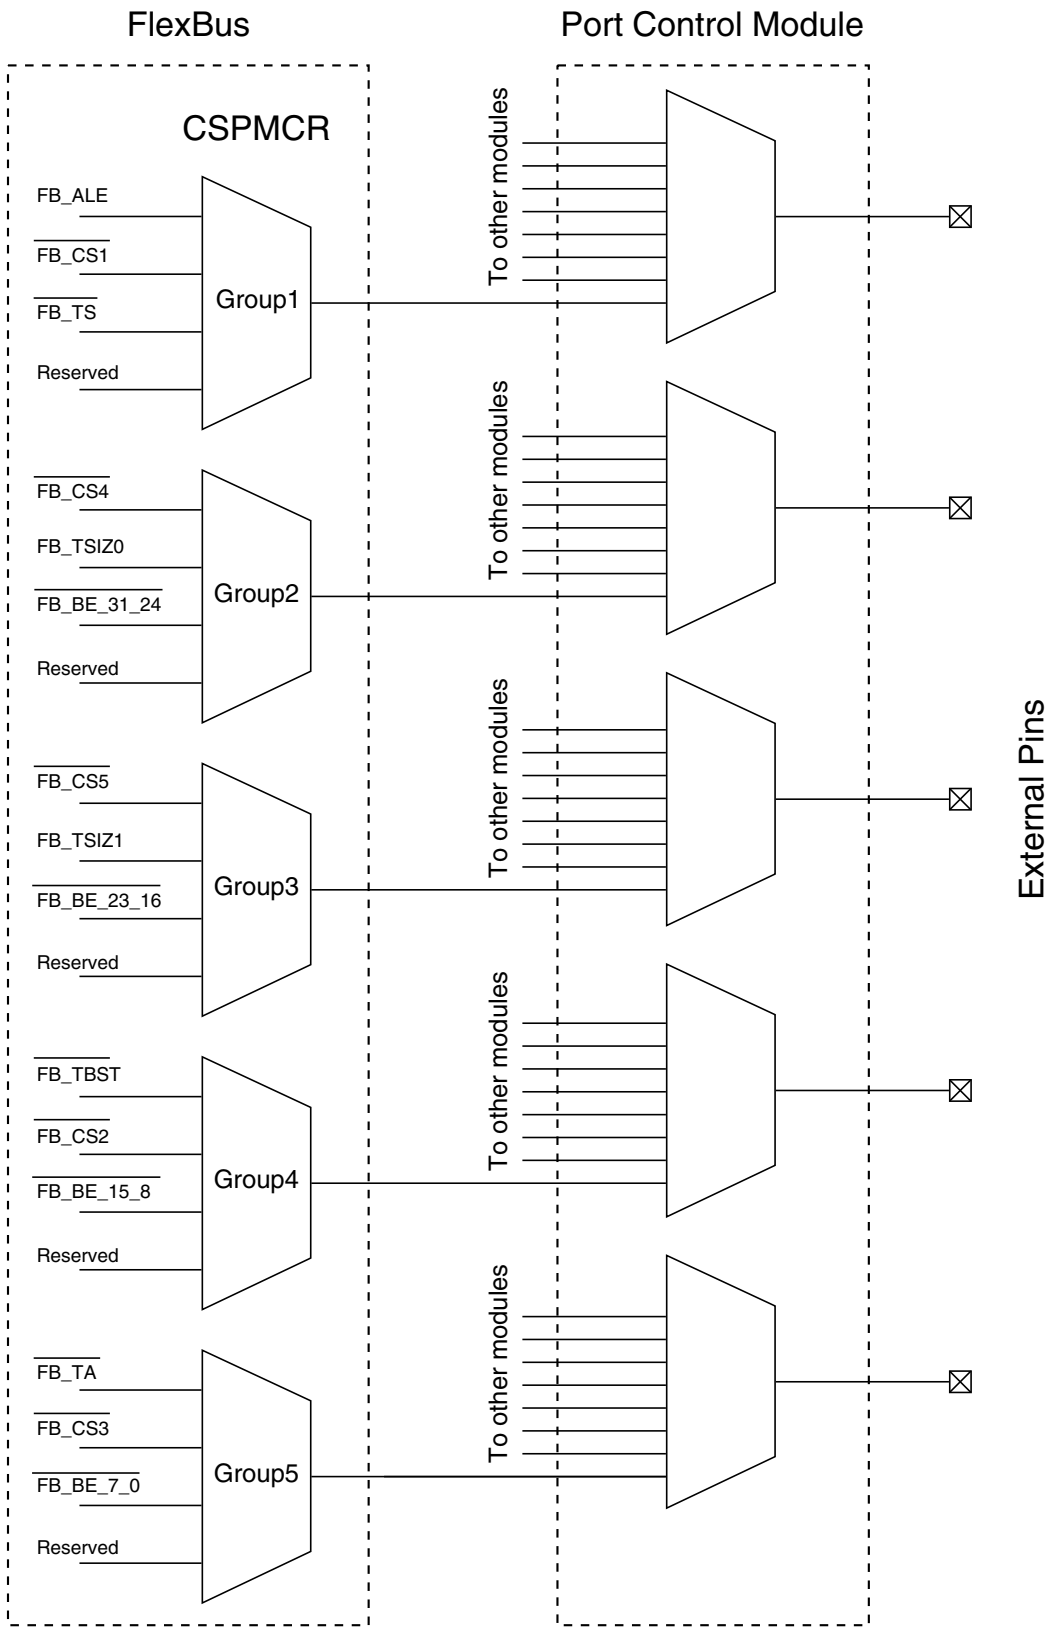 FlexBus
Port Control Module
CSPMCR
FB_ALE
FB_CS1
FB_TS
Reserved
Group1
To other modules
FB_CS4
FB_TSIZ0
FB_BE_31_24
Reserved
Group2
To other modules
FB_CS5
FB_TSIZ1
FB_BE_23_16
Reserved
Group3
To other modules
External Pins
FB_TBST
FB_CS2
FB_BE_15_8
Reserved
Group4
To other modules
FB_TA
FB_CS3
FB_BE_7_0
Reserved
Group5
To other modules